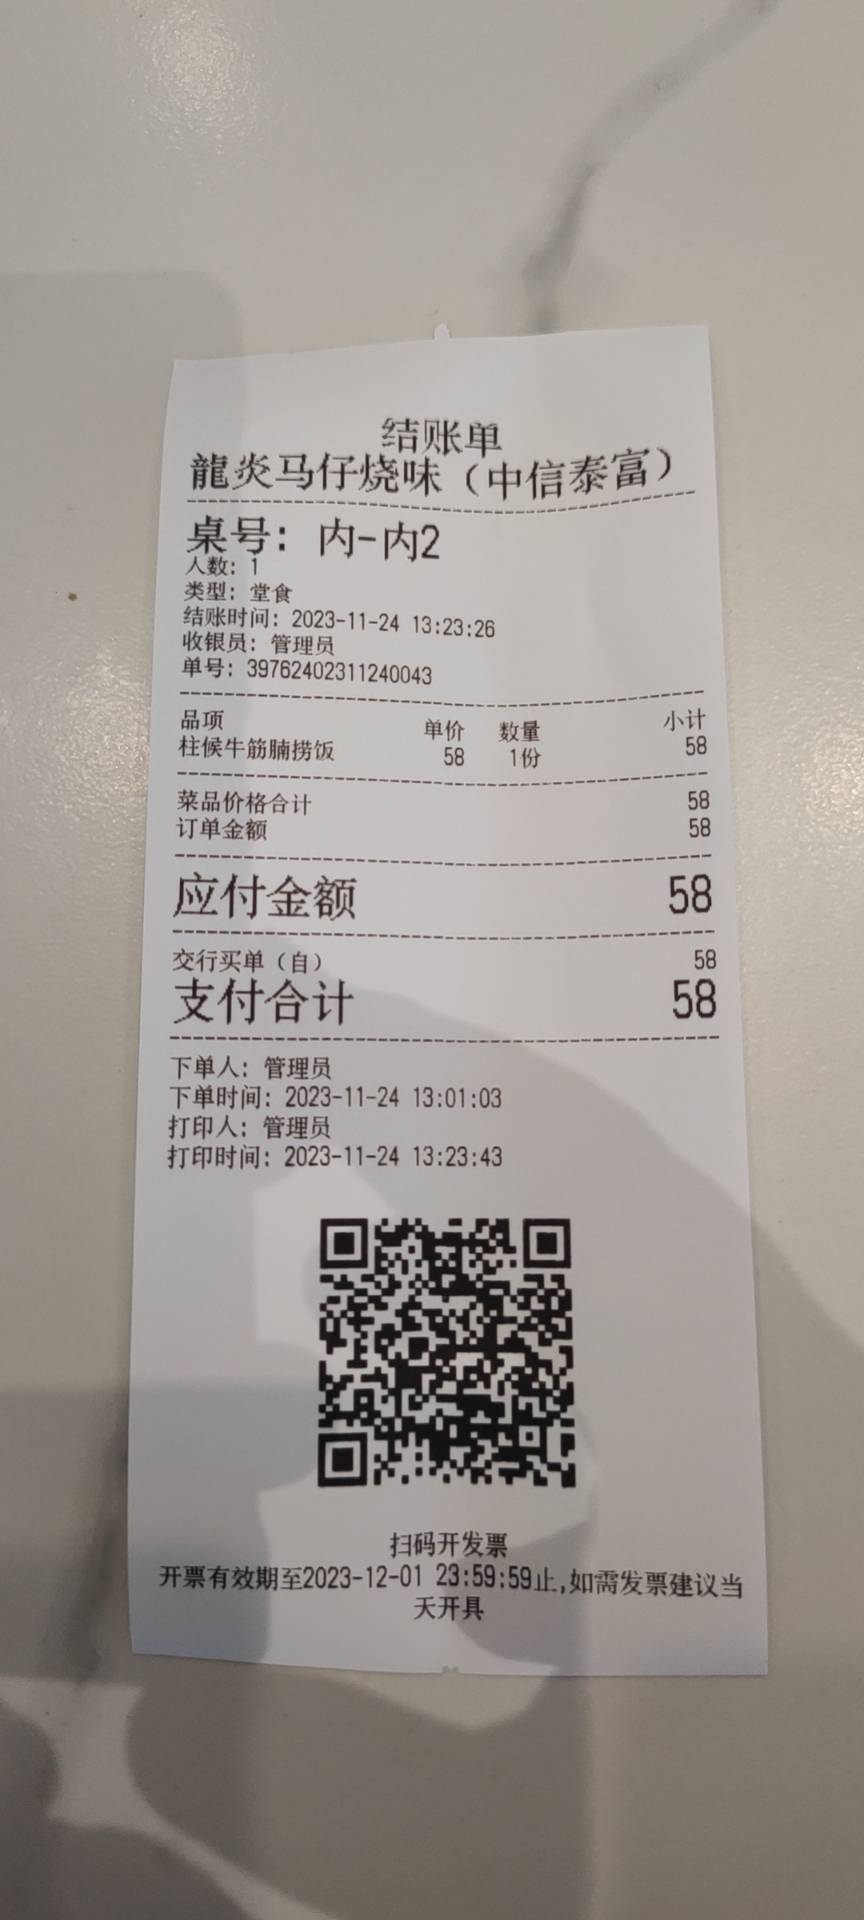 结账单
龍炎马仔烧味（中信泰富）
桌号：内-内2
人数：1
类型：堂食
结账时间：2023-11-24 13:23:26
收银员：管理员
单号：39762402311240043
品项 单价 数量 小计
柱候牛筋腩捞饭 58 1份 58
菜品价格合计 58
订单金额 58
应付金额 58
交行买单（自） 58
支付合计 58
下单人：管理员
下单时间：2023-11-24 13:01:03
打印人：管理员
打印时间：2023-11-24 13:23:43
扫码开发票
开票有效期至2023-12-01 23:59:59止,如需发票建议当
天开具